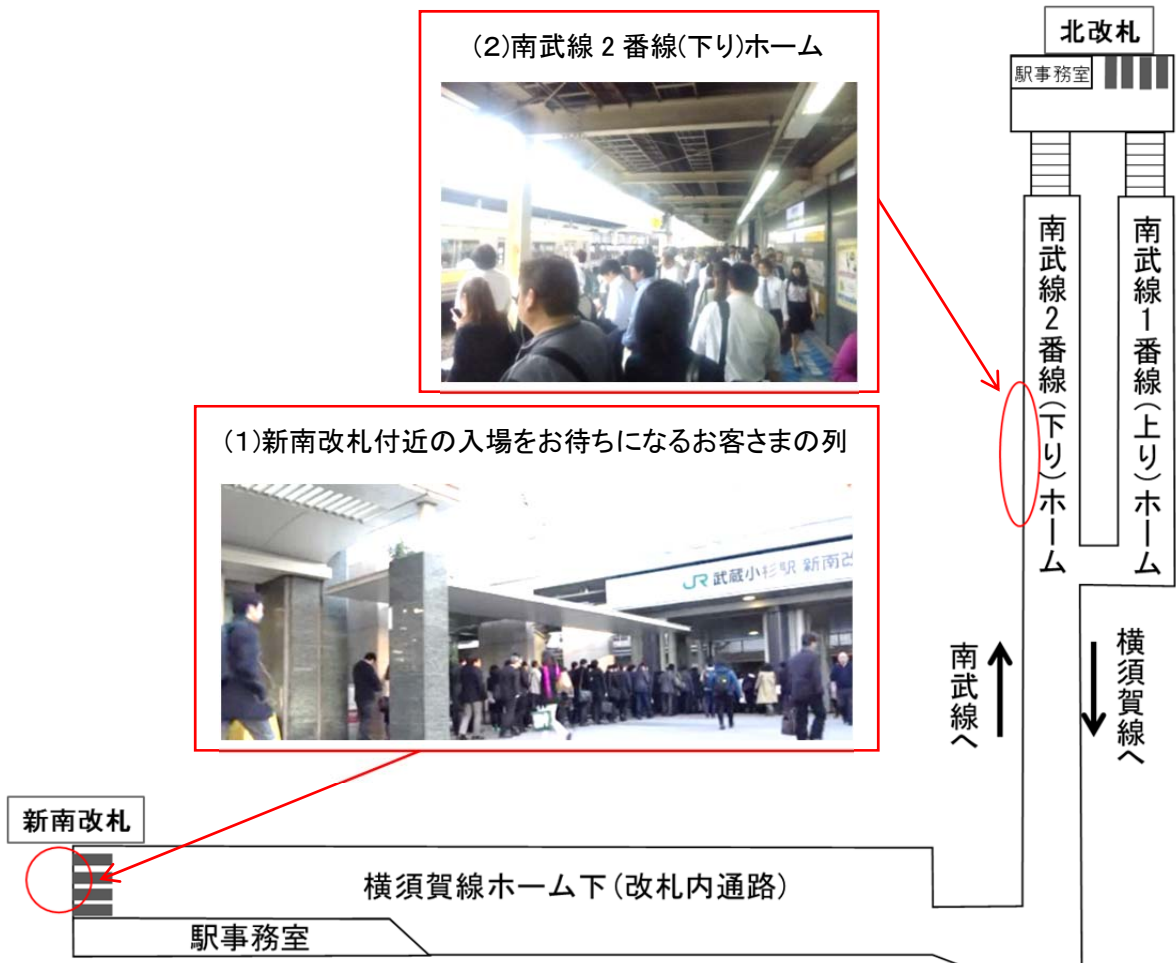 北改札
(2)南武線 2 番線(下り)ホーム
駅事務室
南武線2番線(下り)ホーム
南武線1番線(上り)ホーム
(1)新南改札付近の入場をお待ちになるお客さまの列
JR 武蔵小杉駅 新南改
南武線へ
横須賀線へ
新南改札
横須賀線ホーム下(改札内通路)
駅事務室